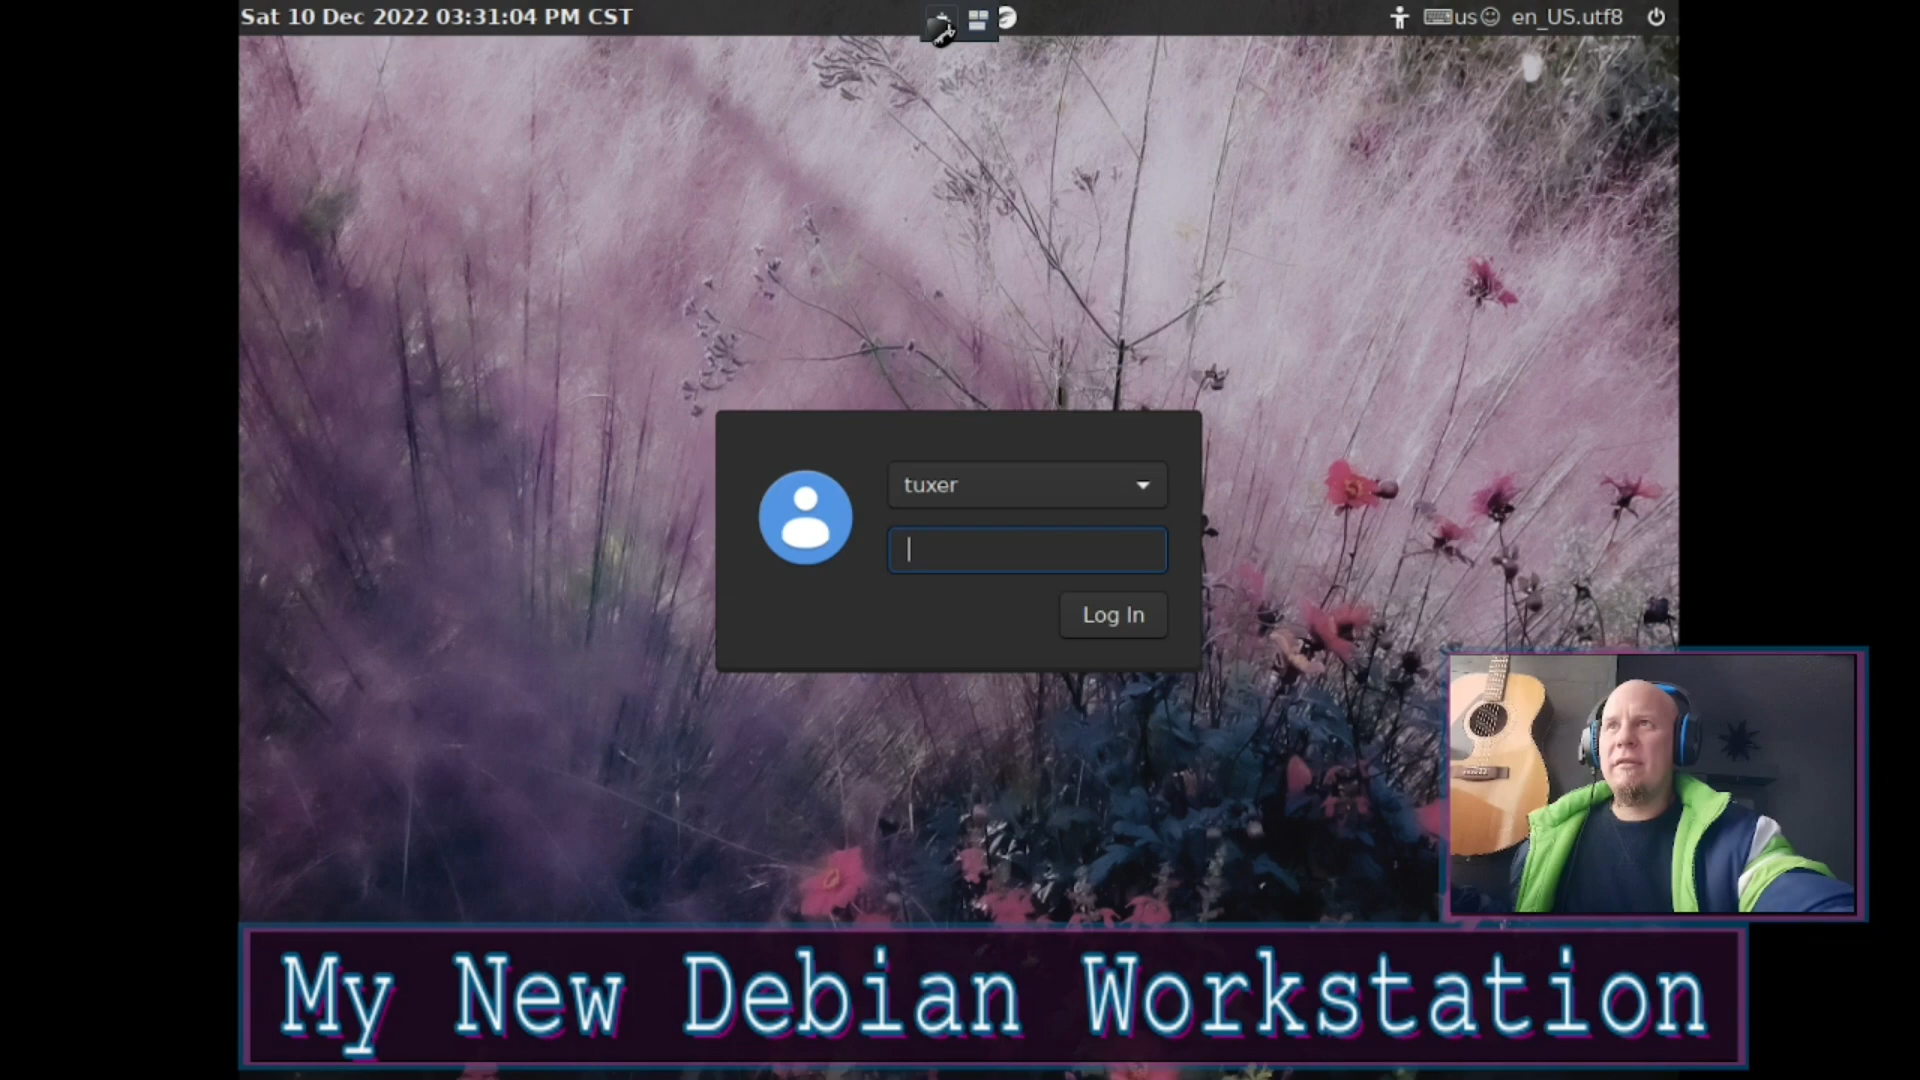 Sat 10 Dec 2022 03:31:04 PM CST
us
en_US.utf8
tuxer
Log In
My New Debian Workstation